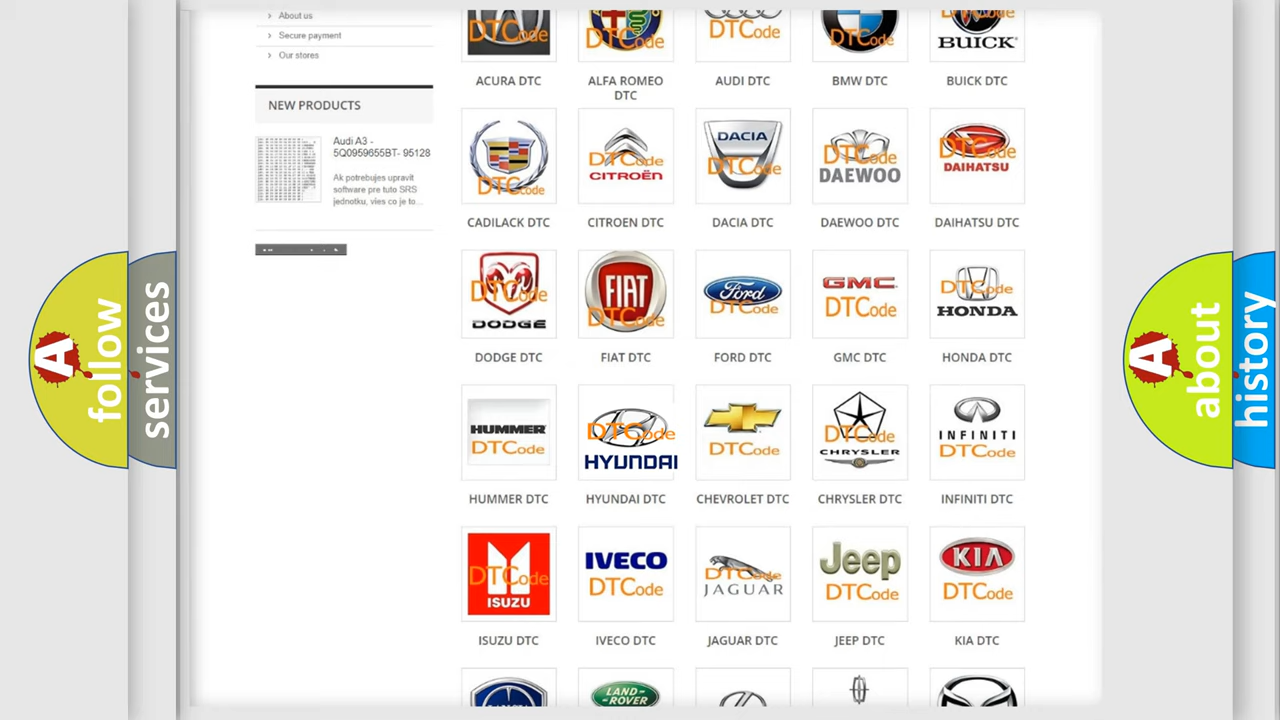 About us
Secure payment
Our stores
NEW PRODUCTS
Audi A3 -
5Q0959655BT- 95128
Ak potrebujes upravit
software pre tuto SRS
jednotku, vies co je to...
DTCode
DTCode
DTCode
DTCode
BUICK
ACURA DTC
ALFA ROMEO
DTC
AUDI DTC
BMW DTC
BUICK DTC
DTCode
DTCode
CITROËN
DACIA
DTCode
DTCode
DAEWOO
DTCode
DAIHATSU
CADILACK DTC
CITROEN DTC
DACIA DTC
DAEWOO DTC
DAIHATSU DTC
DTCode
DODGE
FIAT
DTCode
Ford
DTCode
GMC
DTCode
DTCode
HONDA
DODGE DTC
FIAT DTC
FORD DTC
GMC DTC
HONDA DTC
HUMMER
DTCode
DTCode
HYUNDAI
DTCode
DTCode
CHRYSLER
INFINITI
DTCode
HUMMER DTC
HYUNDAI DTC
CHEVROLET DTC
CHRYSLER DTC
INFINITI DTC
DTCode
ISUZU
IVECO
DTCode
DTCode
JAGUAR
Jeep
DTCode
KIA
DTCode
ISUZU DTC
IVECO DTC
JAGUAR DTC
JEEP DTC
KIA DTC
LAND-
ROVER
A
follow
services
A
about
history